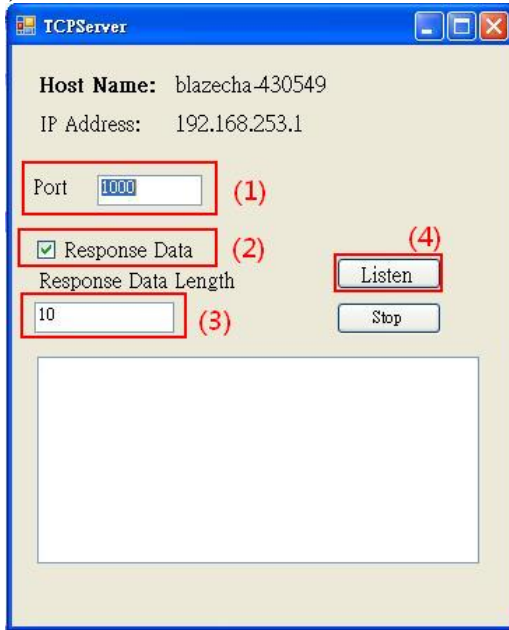 TCPServer
Host Name: blazecha-430549
IP Address: 192.168.253.1
Port 1000 (1)
Response Data (2)
(4)
Response Data Length
Listen
10 (3)
Stop